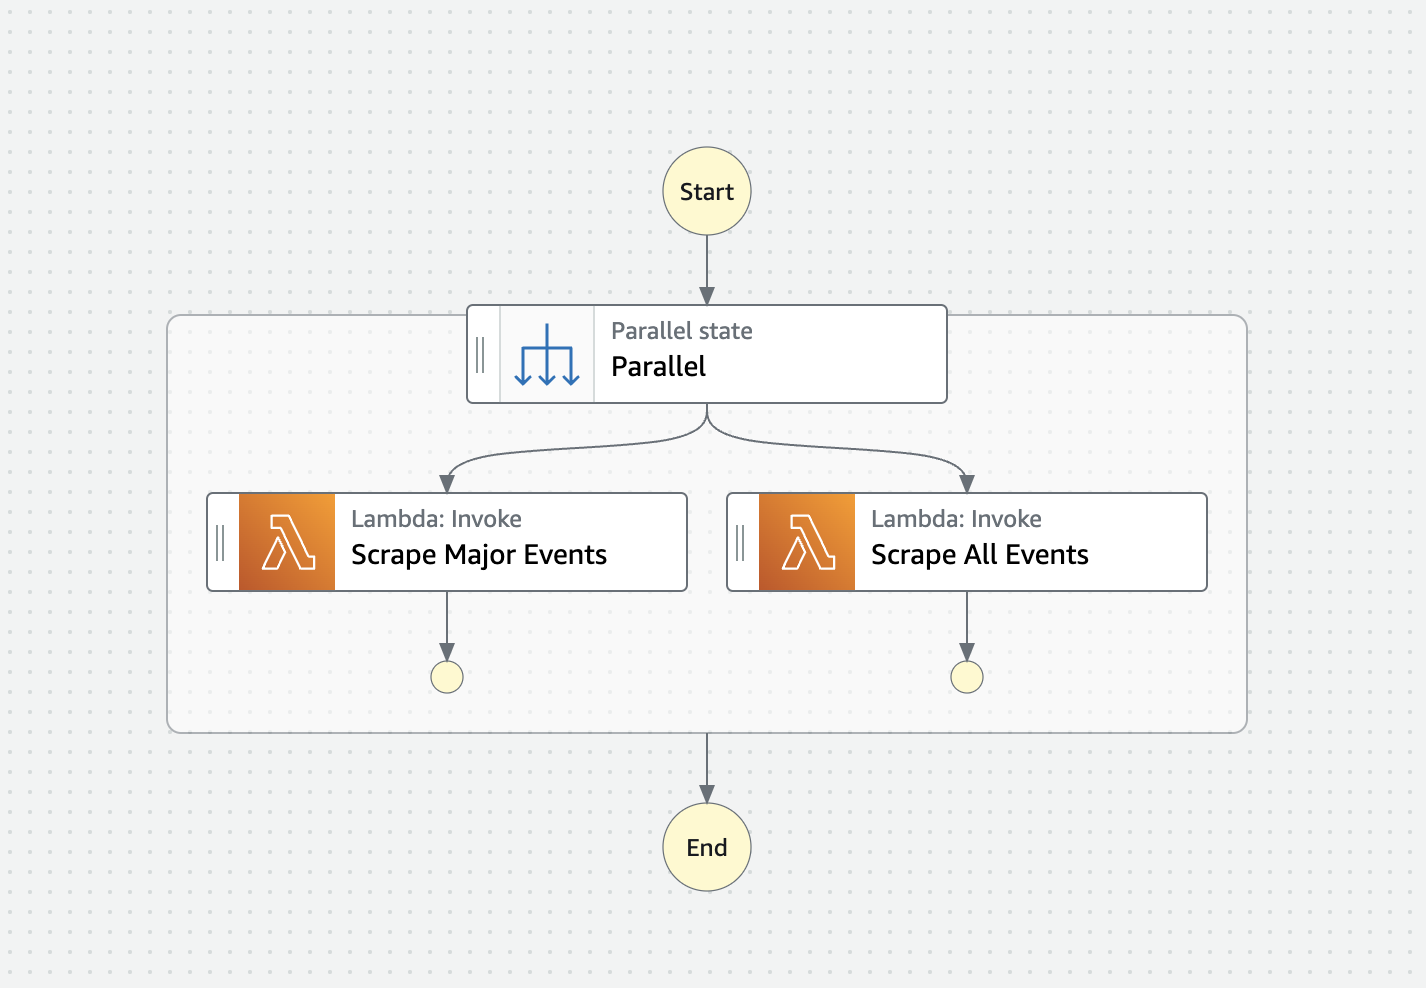 Start
Parallel state
Parallel
Lambda: Invoke
Scrape Major Events
Lambda: Invoke
Scrape All Events
End